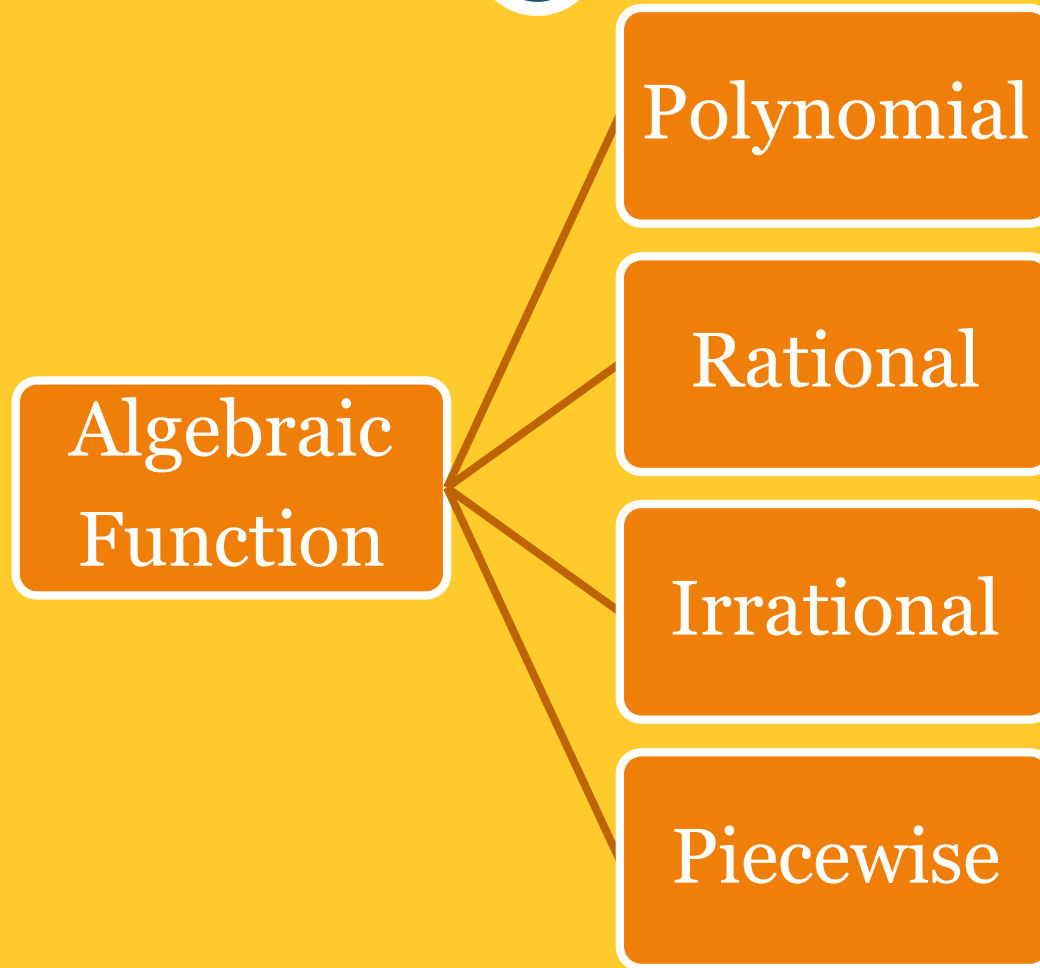 Algebraic
Function
Polynomial
Rational
Irrational
Piecewise